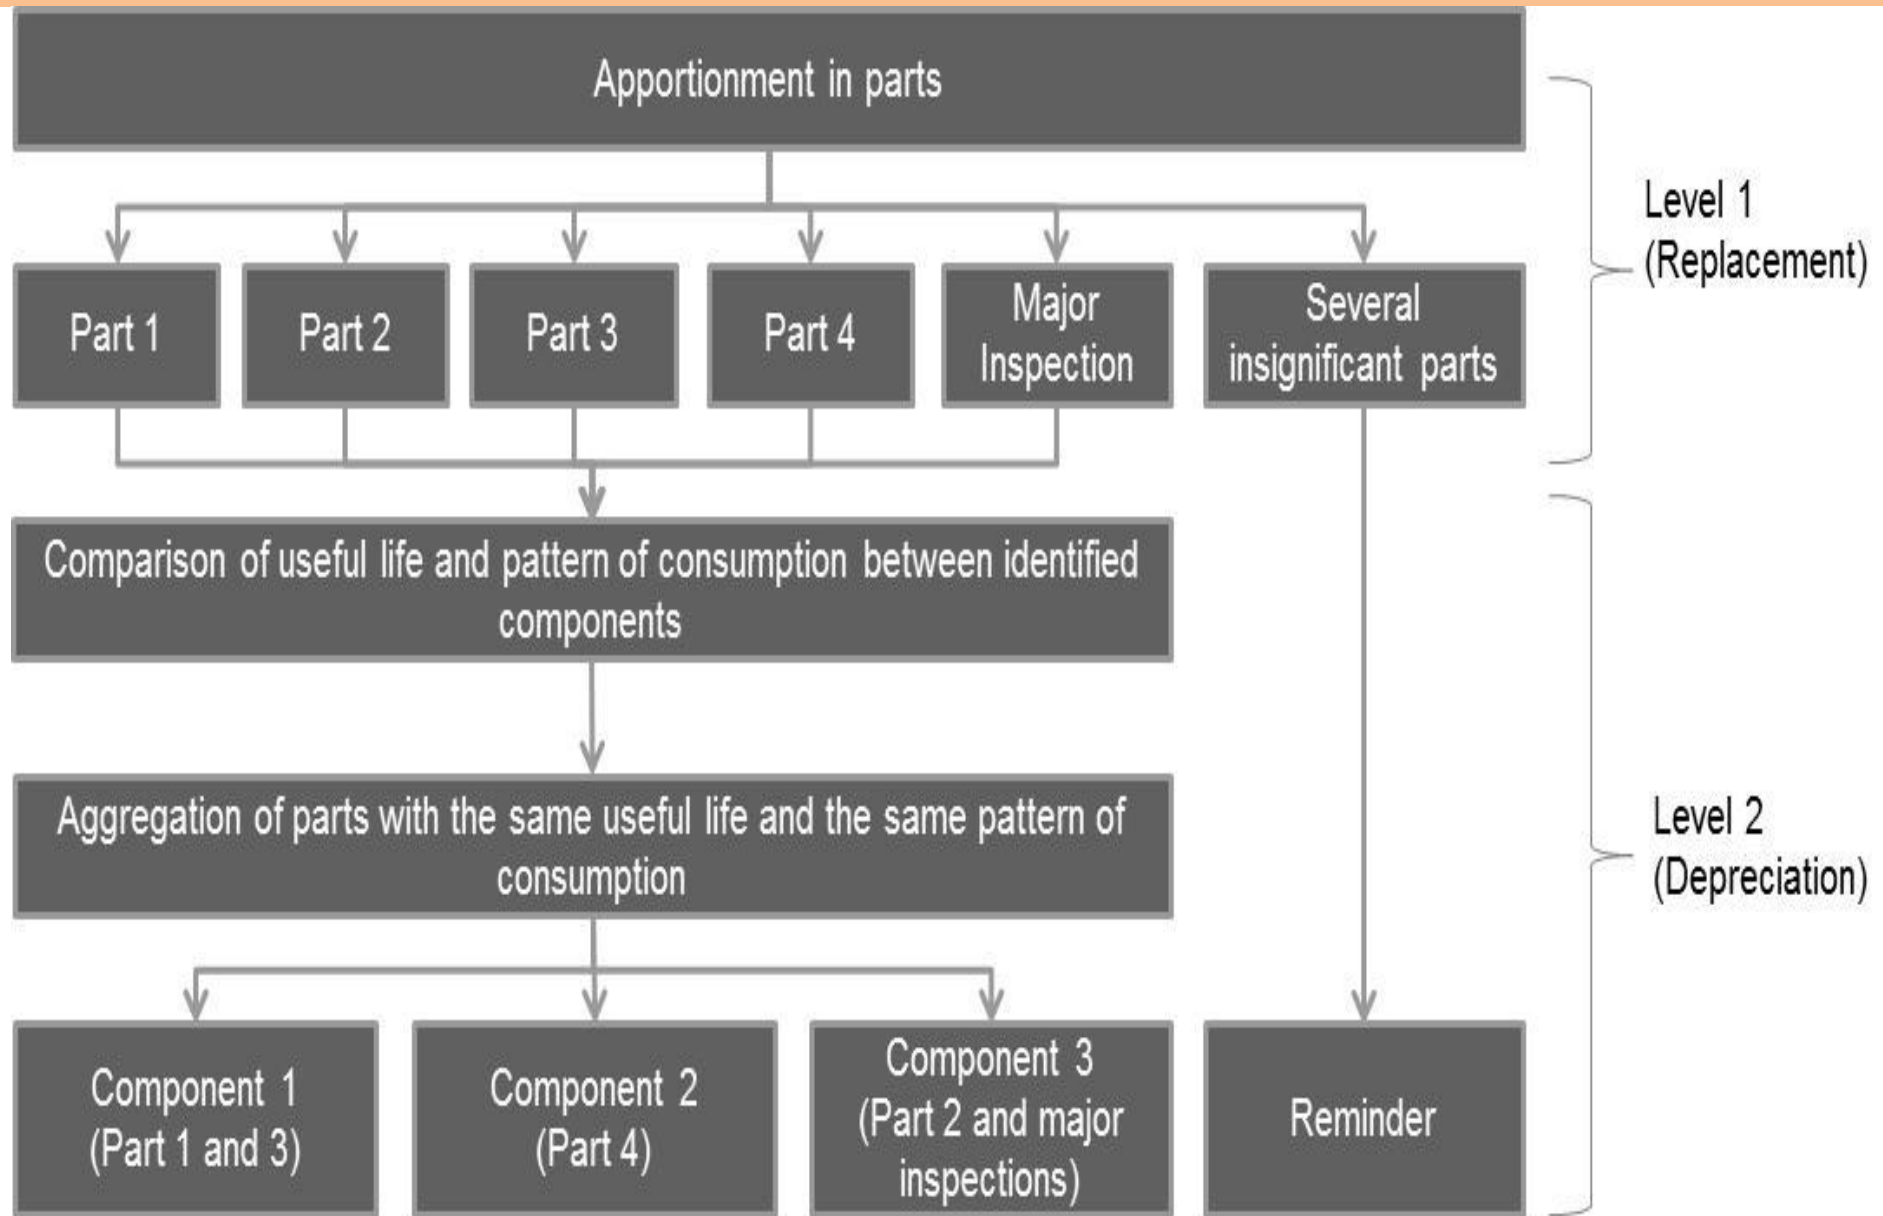 Apportionment in parts
Level 1
(Replacement)
Part 1
Part 2
Part 3
Part 4
Major
Inspection
Several
insignificant parts
Comparison of useful life and pattern of consumption between identified
components
Aggregation of parts with the same useful life and the same pattern of
consumption
Level 2
(Depreciation)
Component 1
(Part 1 and 3)
Component 2
(Part 4)
Component 3
(Part 2 and major
inspections)
Reminder